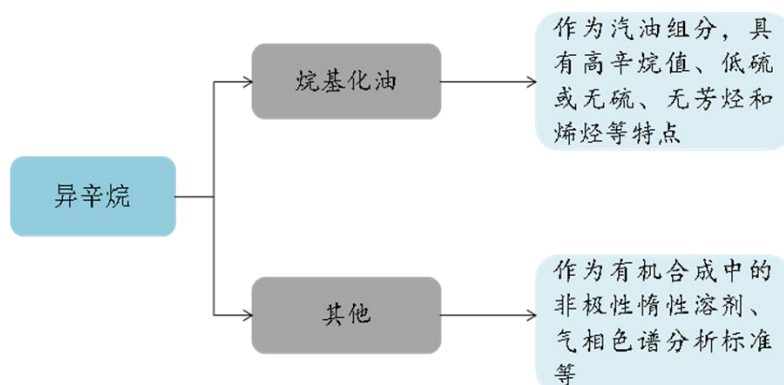 作为汽油组分，具
有高辛烷值、低硫
或无硫、无芳烃和
烯烃等特点
烷基化油
异辛烷
其他
作为有机合成中的
非极性惰性溶剂、
气相色谱分析标准
等